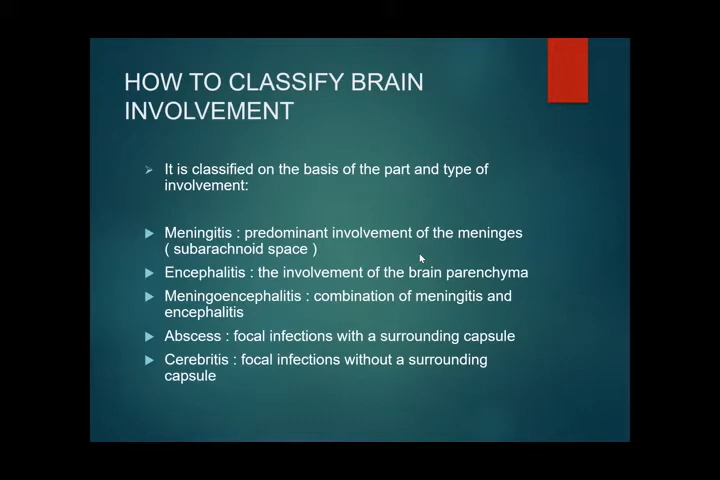 HOW TO CLASSIFY BRAIN
INVOLVEMENT
It is classified on the basis of the part and type of
involvement:
Meningitis : predominant involvement of the meninges
( subarachnoid space )
Encephalitis : the involvement of the brain parenchyma
Meningoencephalitis : combination of meningitis and
encephalitis
Abscess : focal infections with a surrounding capsule
Cerebritis : focal infections without a surrounding
capsule